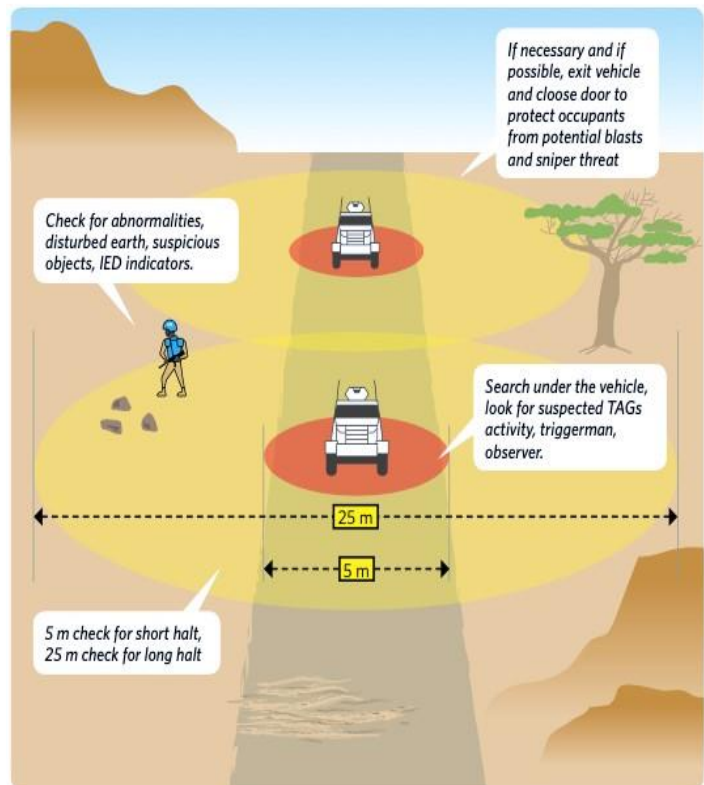 If necessary and if
possible, exit vehicle
and cloose door to
protect occupants
from potential blasts
and sniper threat
Check for abnormalities,
disturbed earth, suspicious
objects, IED indicators.
Search under the vehicle,
look for suspected TAGs
activity, triggerman,
observer.
25 m
5 m
5 m check for short halt,
25 m check for long halt